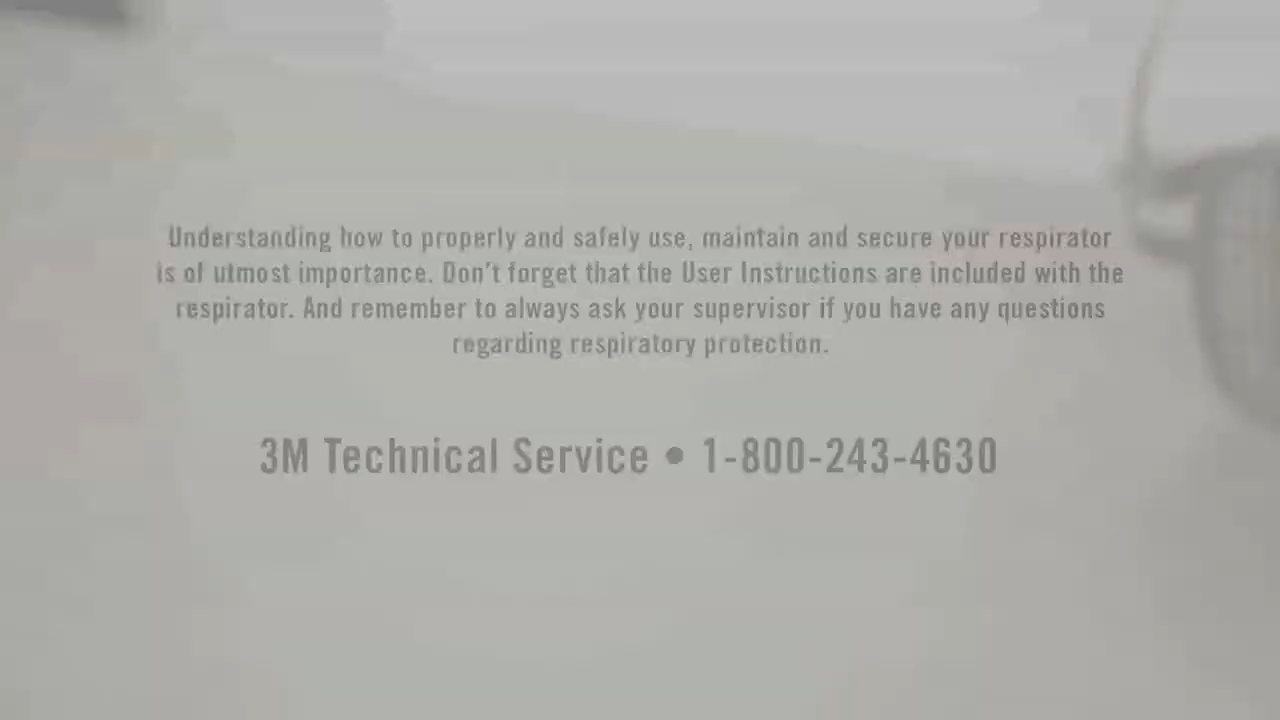 Understanding how to properly and safely use, maintain and secure your respirator
is of utmost importance. Don't forget that the User Instructions are included with the
respirator. And remember to always ask your supervisor if you have any questions
regarding respiratory protection.
3M Technical Service • 1-800-243-4630